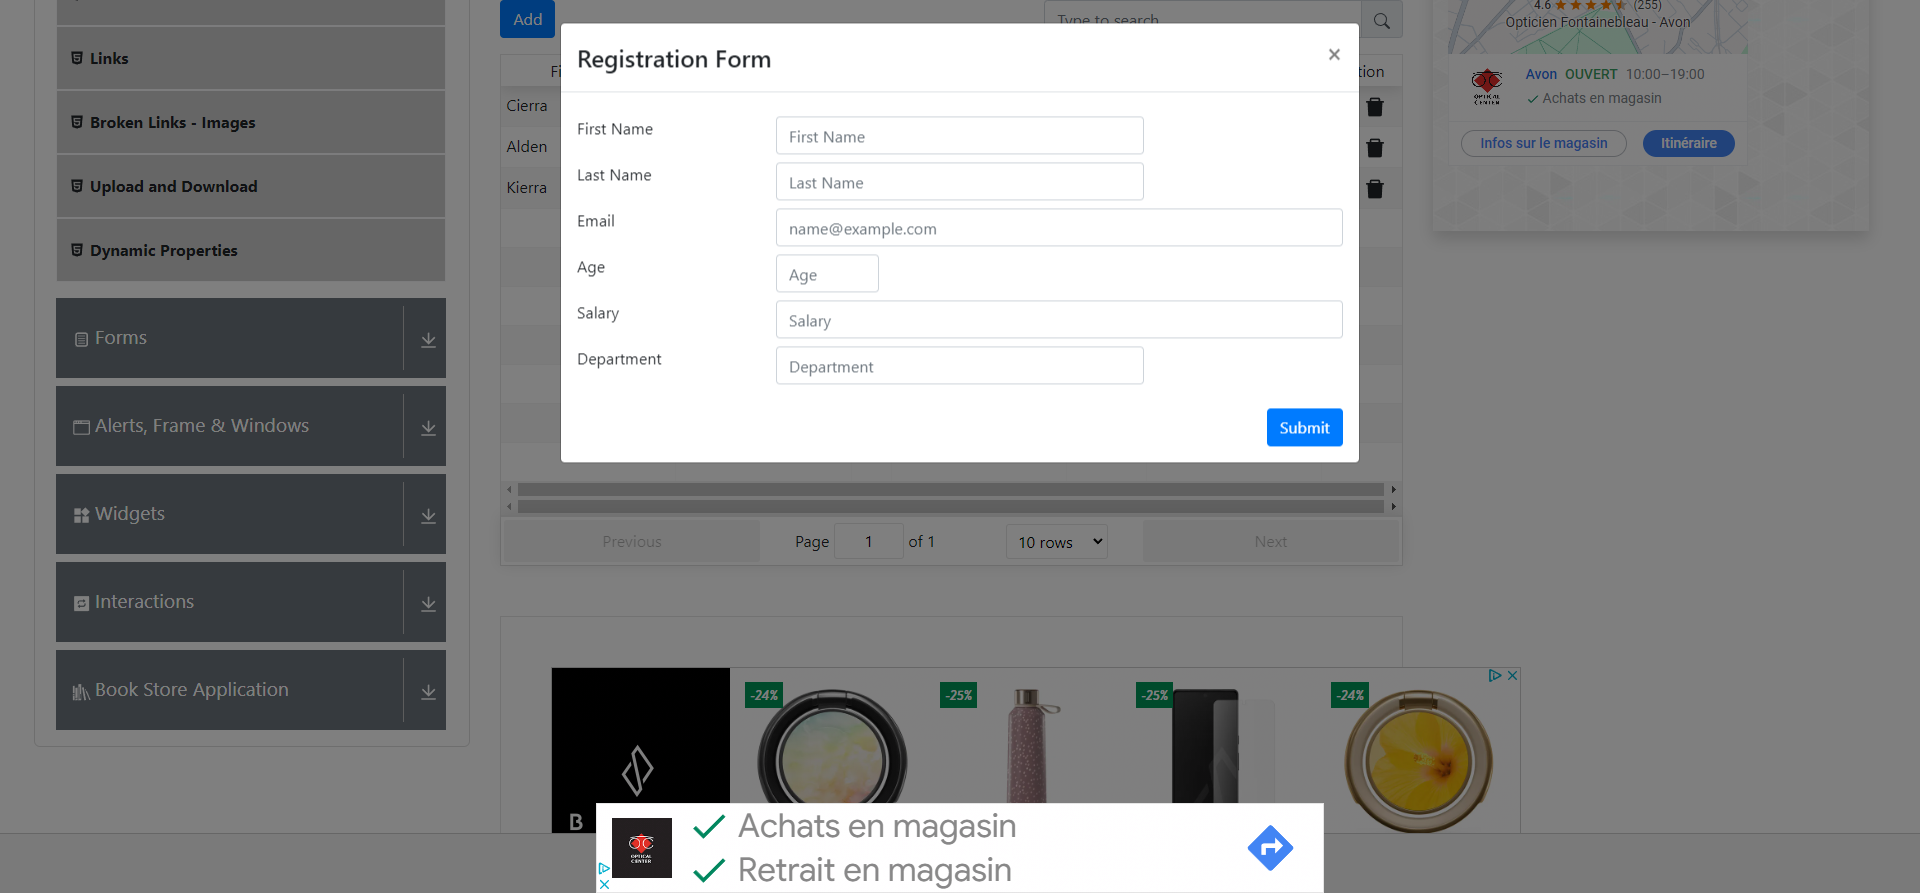 Links
Broken Links - Images
Upload and Download
Dynamic Properties
Forms
Alerts, Frame & Windows
Widgets
Interactions
Book Store Application
Add
Type to search
Cierra
Alden
Kierra
Registration Form
×
First Name
First Name
Last Name
Last Name
Email
name@example.com
Age
Age
Salary
Salary
Department
Department
Submit
Previous
Page 1 of 1
10 rows
Next
4.6 (255)
Opticien Fontainebleau - Avon
OPTICAL CENTER
Avon OUVERT 10:00–19:00
Achats en magasin
Infos sur le magasin
Itinéraire
-24%
-25%
-25%
-24%
B
OPTICAL CENTER
Achats en magasin
Retrait en magasin